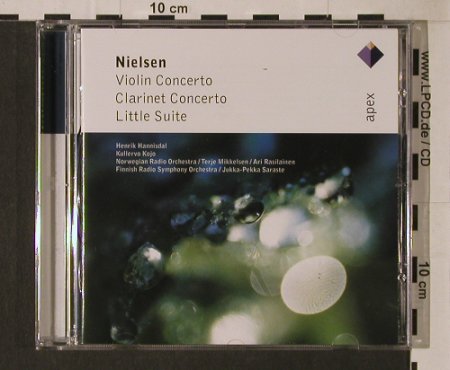 10 cm
Nielsen
Violin Concerto
Clarinet Concerto
Little Suite
apex
Henrik Hannisdal
Kullervo Kojo
Norwegian Radio Orchestra / Terje Mikkelsen / Ari Rasilainen
Finnish Radio Symphony Orchestra / Jukka-Pekka Saraste
www.LPCD.de / CD
10 cm